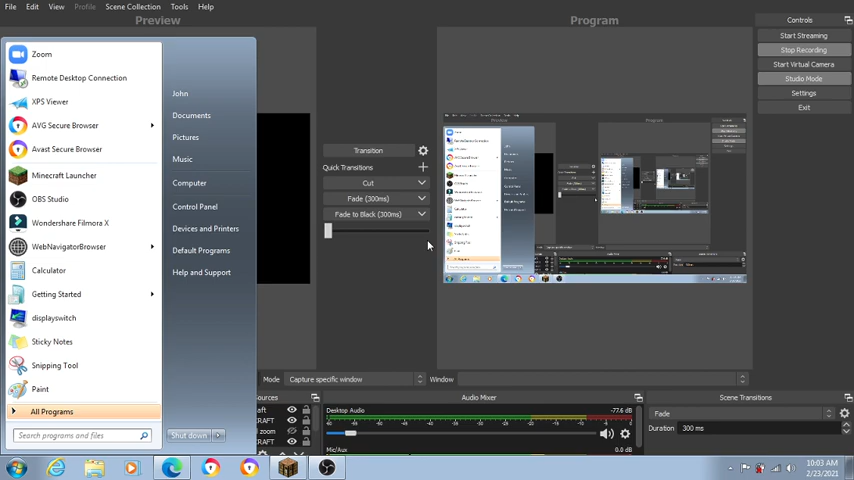 File Edit View Profile Scene Collection Tools Help
Preview
Program
Controls
Start Streaming
Stop Recording
Start Virtual Camera
Studio Mode
Settings
Exit
Zoom
Remote Desktop Connection
XPS Viewer
AVG Secure Browser
Avast Secure Browser
Minecraft Launcher
OBS Studio
Wondershare Filmora X
WebNavigatorBrowser
Calculator
Getting Started
displayswitch
Sticky Notes
Snipping Tool
Paint
All Programs
Search programs and files
John
Documents
Pictures
Music
Computer
Control Panel
Devices and Printers
Default Programs
Help and Support
Shut down
Transition
Quick Transitions
Cut
Fade (300ms)
Fade to Black (300ms)
Mode Capture specific window
Window
ources
Audio Mixer
Scene Transitions
raft
CRAFT
d zoom
CRAFT
Desktop Audio -77.6 dB
Mic/Aux 0.0 dB
Fade
Duration 300 ms
10:03 AM
2/23/2021